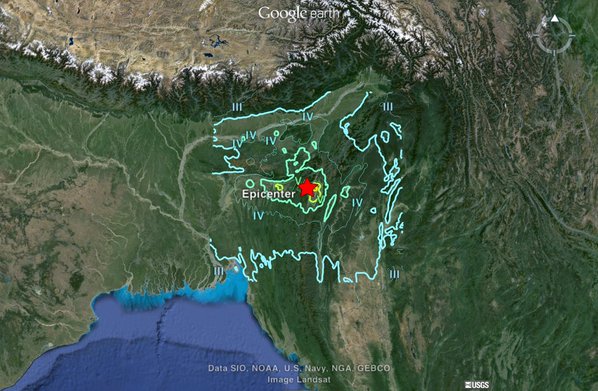 Google earth
III
III
IV
IV
IV
IV
V
Epicenter
IV
IV
III
III
Data SIO, NOAA, U.S. Navy, NGA, GEBCO
Image Landsat
USGS